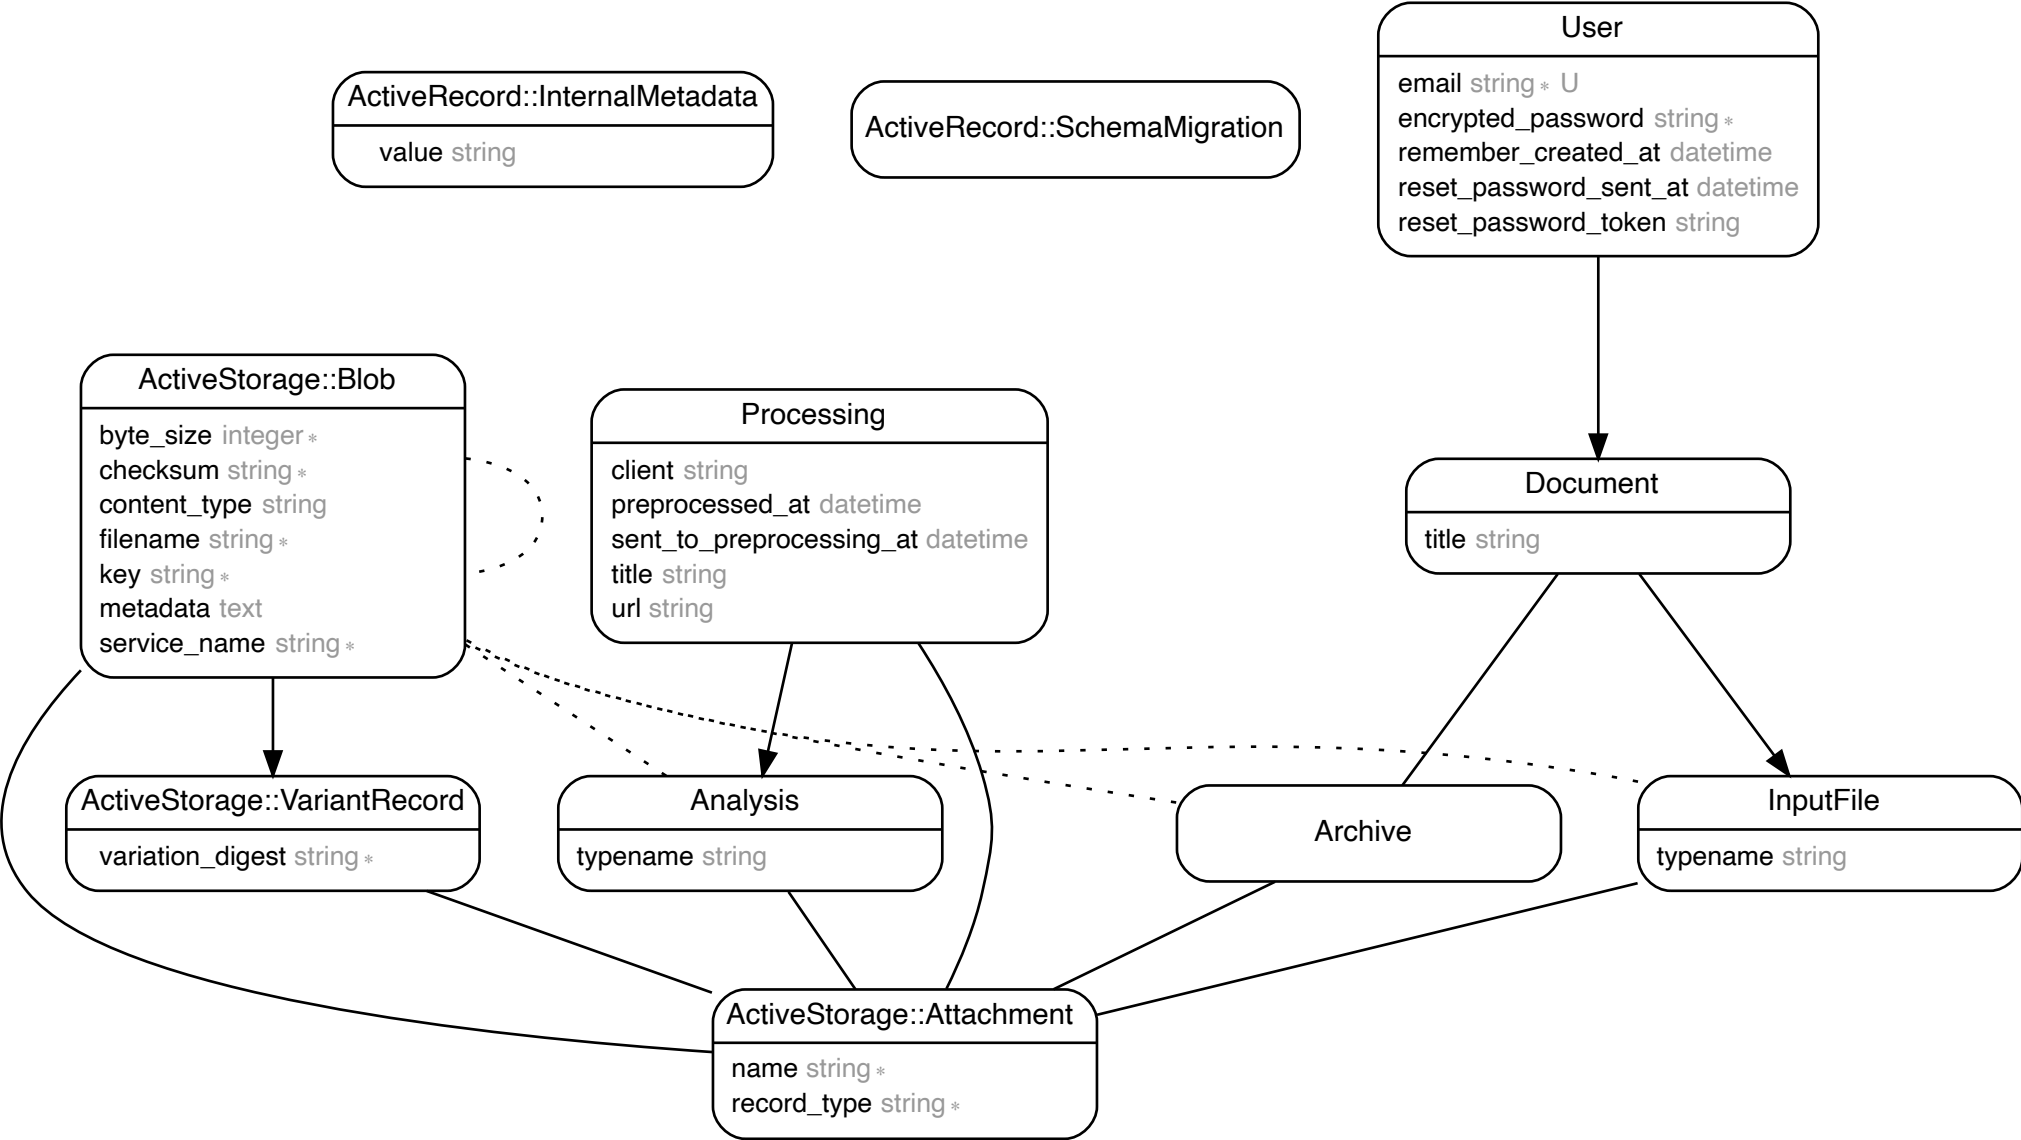 User
email string* U
encrypted_password string*
remember_created_at datetime
reset_password_sent_at datetime
reset_password_token string
ActiveRecord::InternalMetadata
value string
ActiveRecord::SchemaMigration
ActiveStorage::Blob
byte_size integer*
checksum string*
content_type string
filename string*
key string*
metadata text
service_name string*
Processing
client string
preprocessed_at datetime
sent_to_preprocessing_at datetime
title string
url string
Document
title string
ActiveStorage::VariantRecord
variation_digest string*
Analysis
typename string
Archive
InputFile
typename string
ActiveStorage::Attachment
name string*
record_type string*